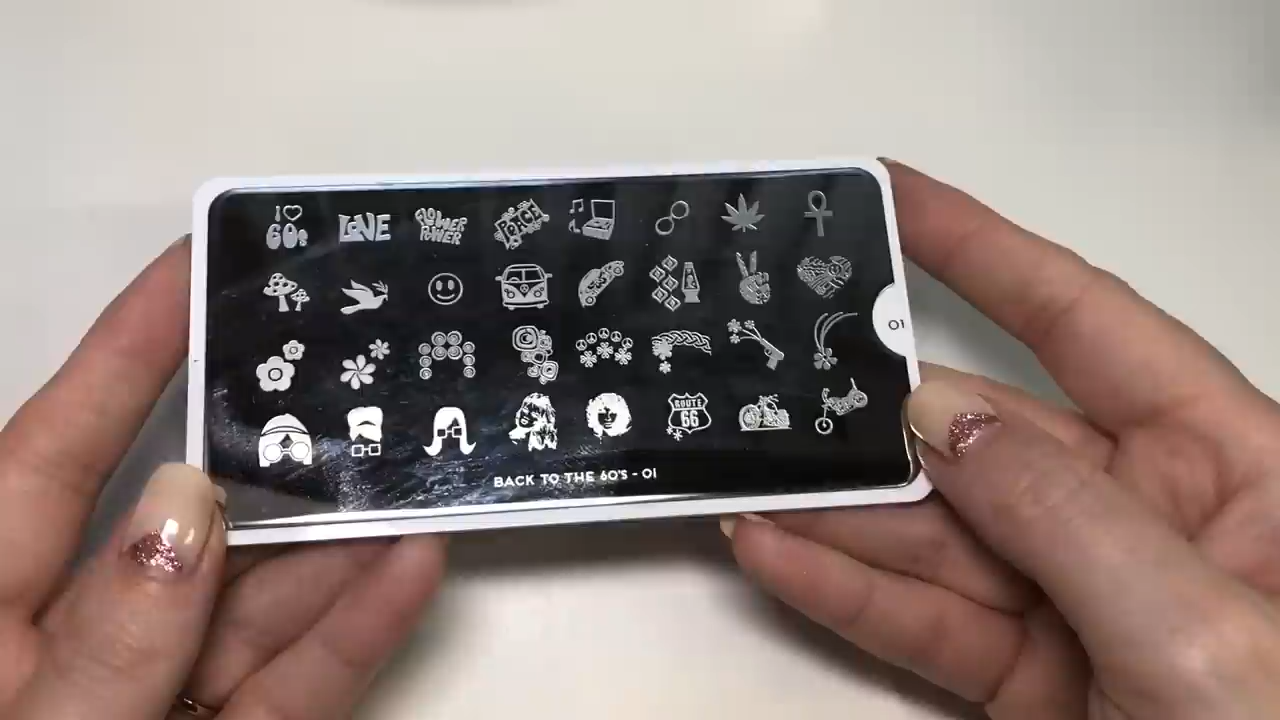 I ♡
60s
LOVE
FLOWER
POWER
PEACE
01
ROUTE
66
BACK TO THE 60'S - 01